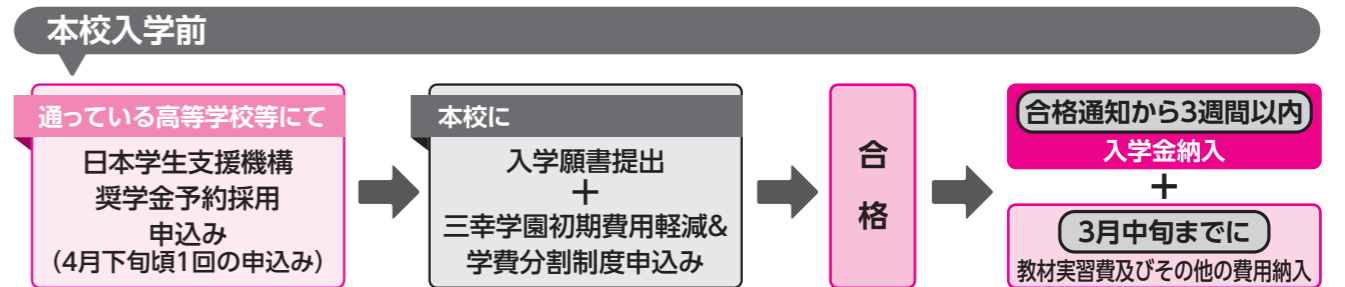 本校入学前
通っている高等学校等にて
日本学生支援機構
奨学金予約採用
申込み
(4月下旬頃1回の申込み)
本校に
入学願書提出
+
三幸学園初期費用軽減&
学費分割制度申込み
合
格
合格通知から3週間以内
入学金納入
+
3月中旬までに
教材実習費及びその他の費用納入